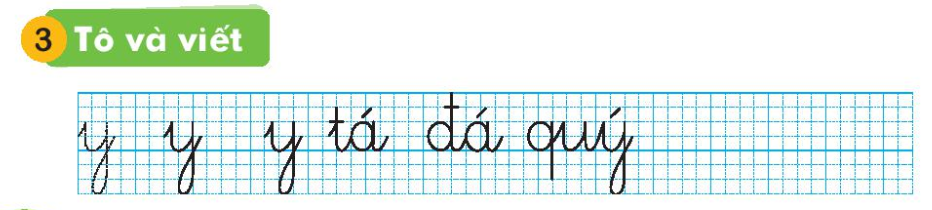 3 Tô và viết
y y y tá đá quý